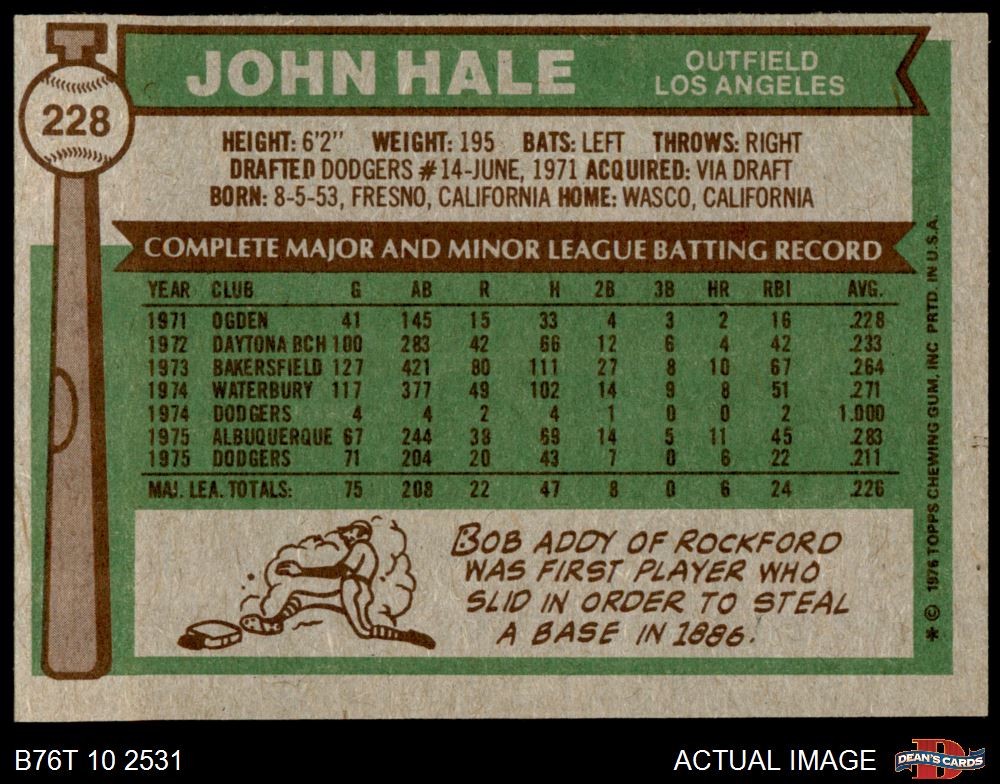 228
JOHN HALE
OUTFIELD
LOS ANGELES
HEIGHT: 6'2" WEIGHT: 195 BATS: LEFT THROWS: RIGHT
DRAFTED DODGERS #14-JUNE, 1971 ACQUIRED: VIA DRAFT
BORN: 8-5-53, FRESNO, CALIFORNIA HOME: WASCO, CALIFORNIA
COMPLETE MAJOR AND MINOR LEAGUE BATTING RECORD
YEAR CLUB G AB R H 2B 3B HR RBI AVG.
1971 OGDEN 41 145 15 33 4 3 2 16 .228
1972 DAYTONA BCH 100 283 42 66 12 6 4 42 .233
1973 BAKERSFIELD 127 421 80 111 27 8 10 67 .264
1974 WATERBURY 117 377 49 102 14 9 8 51 .271
1974 DODGERS 4 4 2 4 1 0 0 2 1.000
1975 ALBUQUERQUE 67 244 38 69 14 5 11 45 .283
1975 DODGERS 71 204 20 43 7 0 6 22 .211
MAJ. LEA. TOTALS: 75 208 22 47 8 0 6 24 .226
BOB ADDY OF ROCKFORD
WAS FIRST PLAYER WHO
SLID IN ORDER TO STEAL
A BASE IN 1886.
* © 1976 TOPPS CHEWING GUM, INC PRTD. IN U.S.A.
B76T 10 2531
ACTUAL IMAGE
DEAN'S CARDS